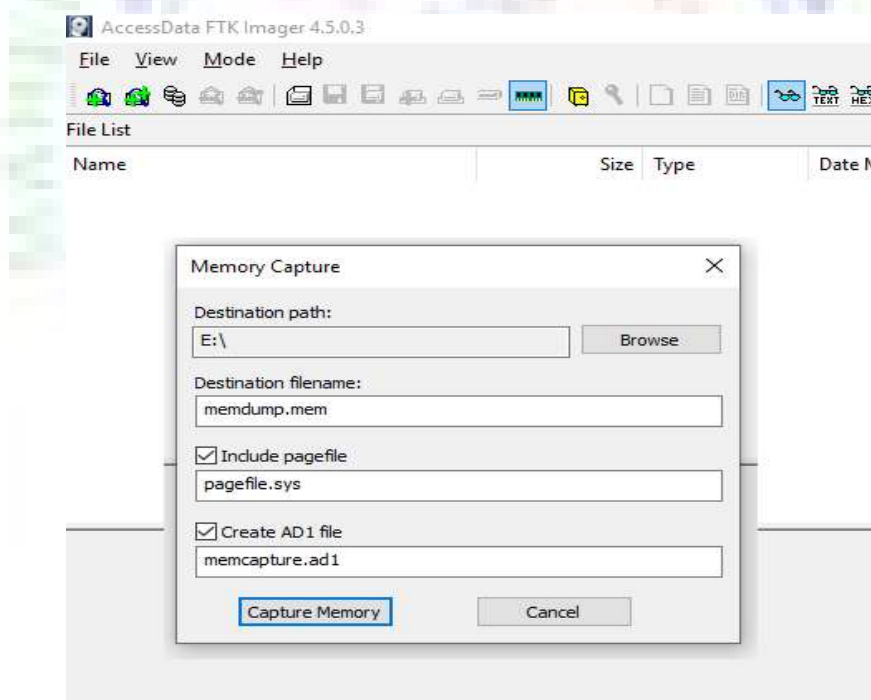 AccessData FTK Imager 4.5.0.3
File View Mode Help
TEXT HEX
File List
Name Size Type Date
Memory Capture
Destination path:
E:\
Browse
Destination filename:
memdump.mem
Include pagefile
pagefile.sys
Create AD1 file
memcapture.ad1
Capture Memory Cancel